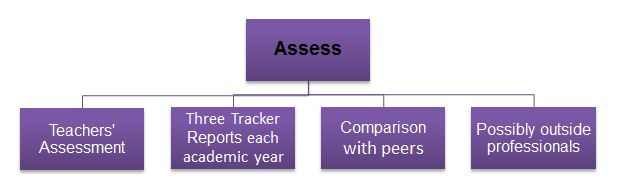 Assess
Teachers'
Assessment
Three Tracker
Reports each
academic year
Comparison
with peers
Possibly outside
professionals